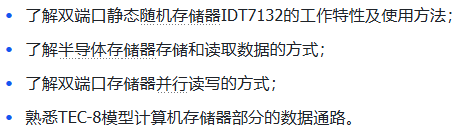 了解双端口静态随机存储器IDT7132的工作特性及使用方法；
了解半导体存储器存储和读取数据的方式；
了解双端口存储器并行读写的方式；
熟悉TEC-8模型计算机存储器部分的数据通路。